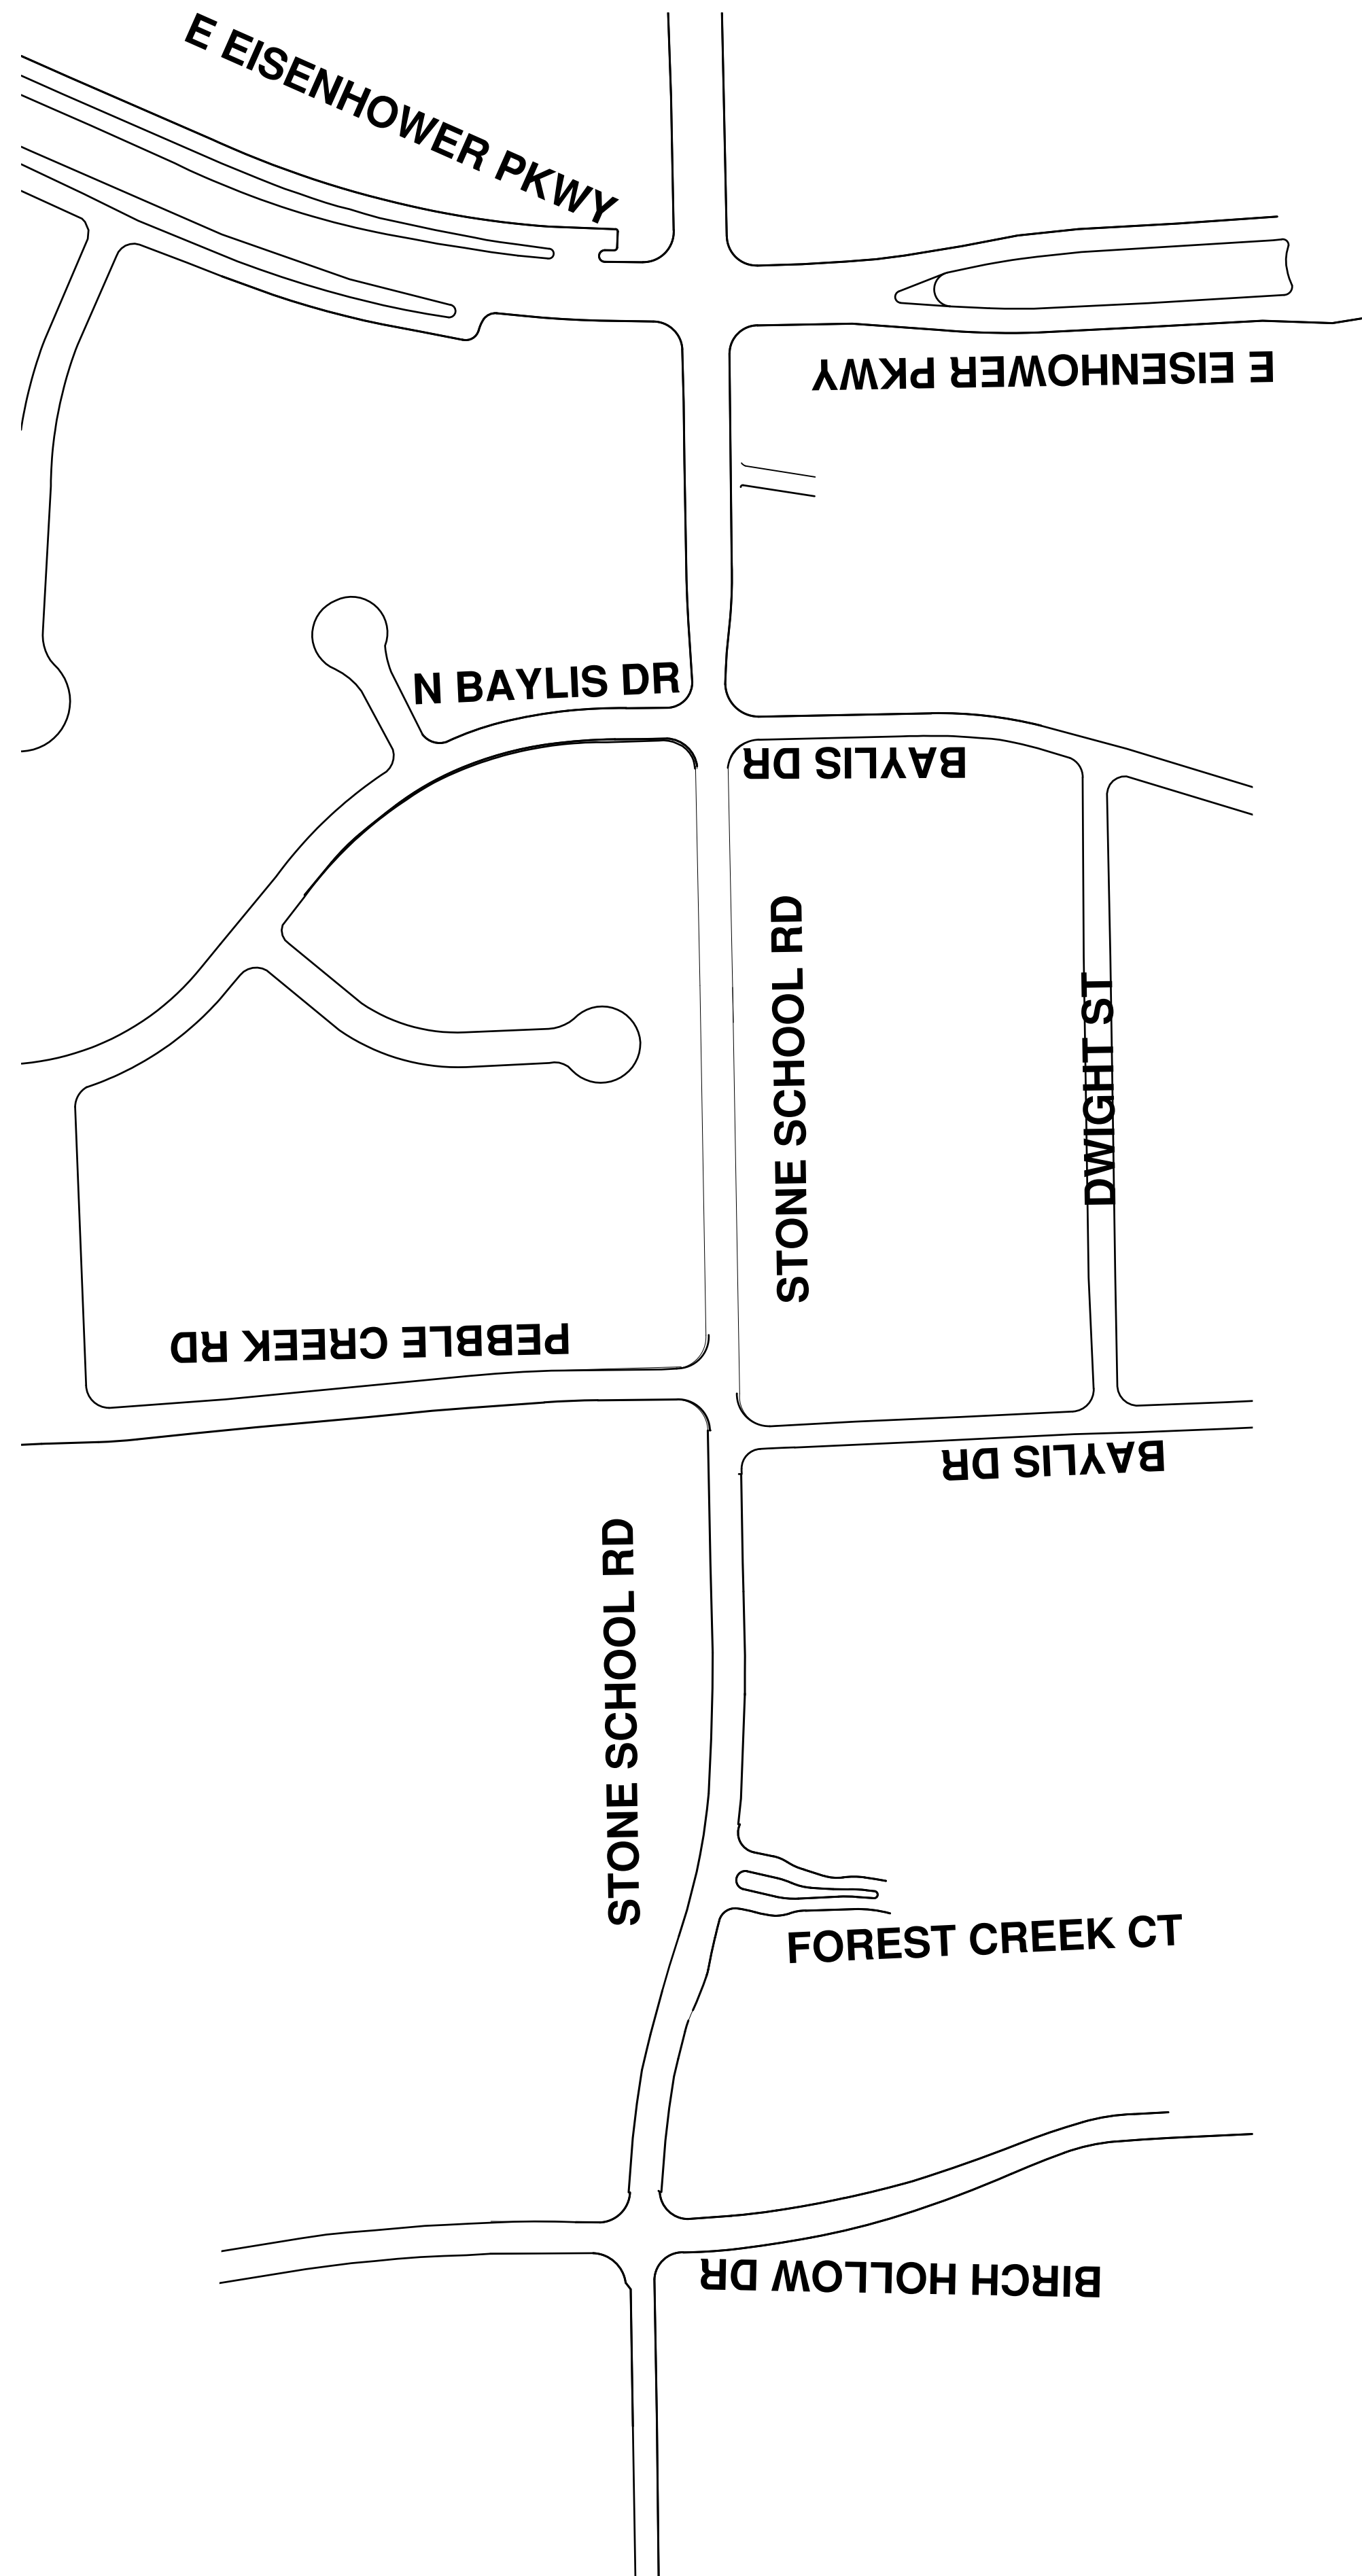 E EISENHOWER PKWY
E EISENHOWER PKWY
N BAYLIS DR
BAYLIS DR
STONE SCHOOL RD
DWIGHT ST
PEBBLE CREEK RD
BAYLIS DR
STONE SCHOOL RD
FOREST CREEK CT
BIRCH HOLLOW DR